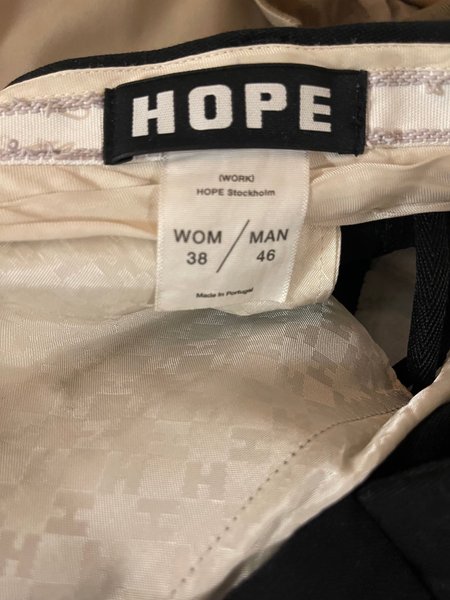 HOPE
(WORK)
HOPE Stockholm
WOM / MAN
38 46
Made in Portugal